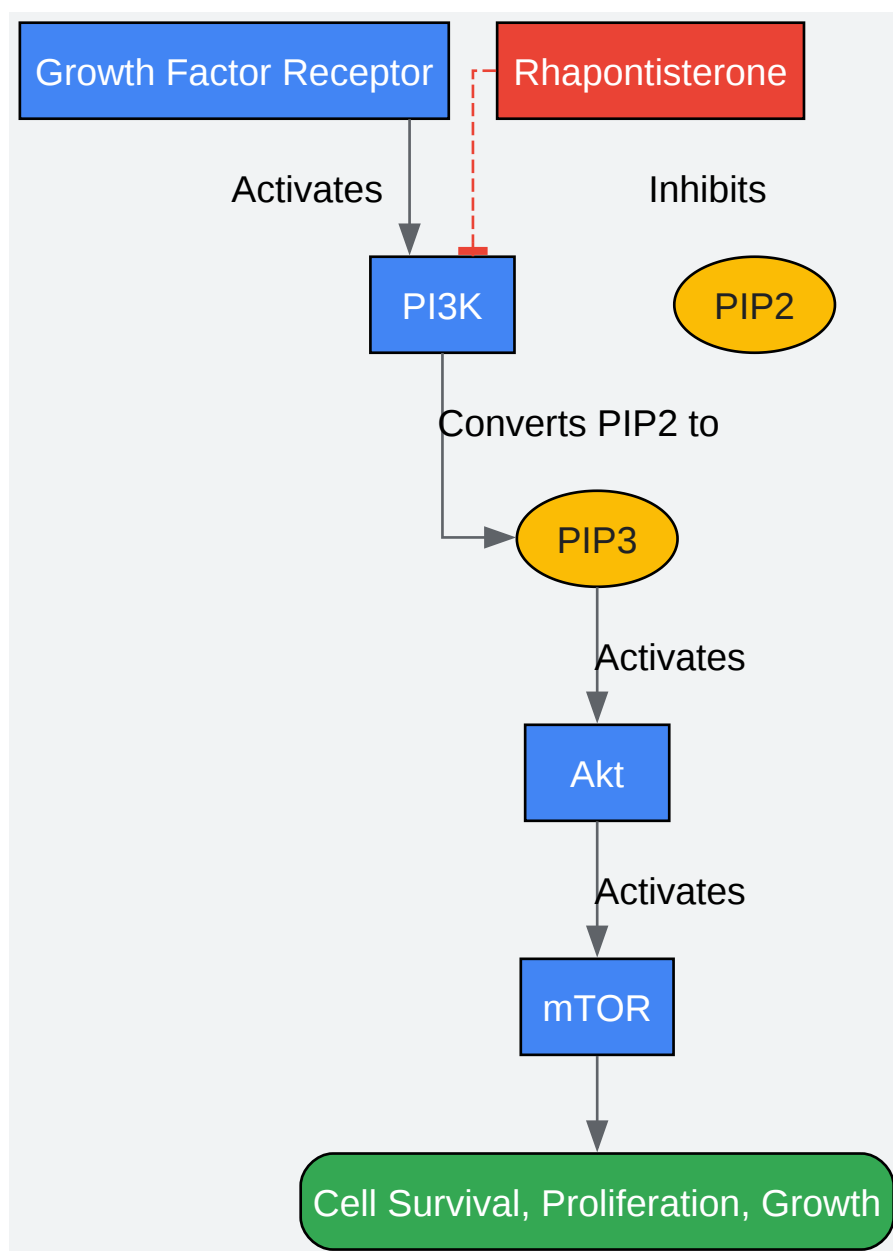 Growth Factor Receptor
Rhapontisterone
Activates
Inhibits
PI3K
PIP2
Converts PIP2 to
PIP3
Activates
Akt
Activates
mTOR
Cell Survival, Proliferation, Growth